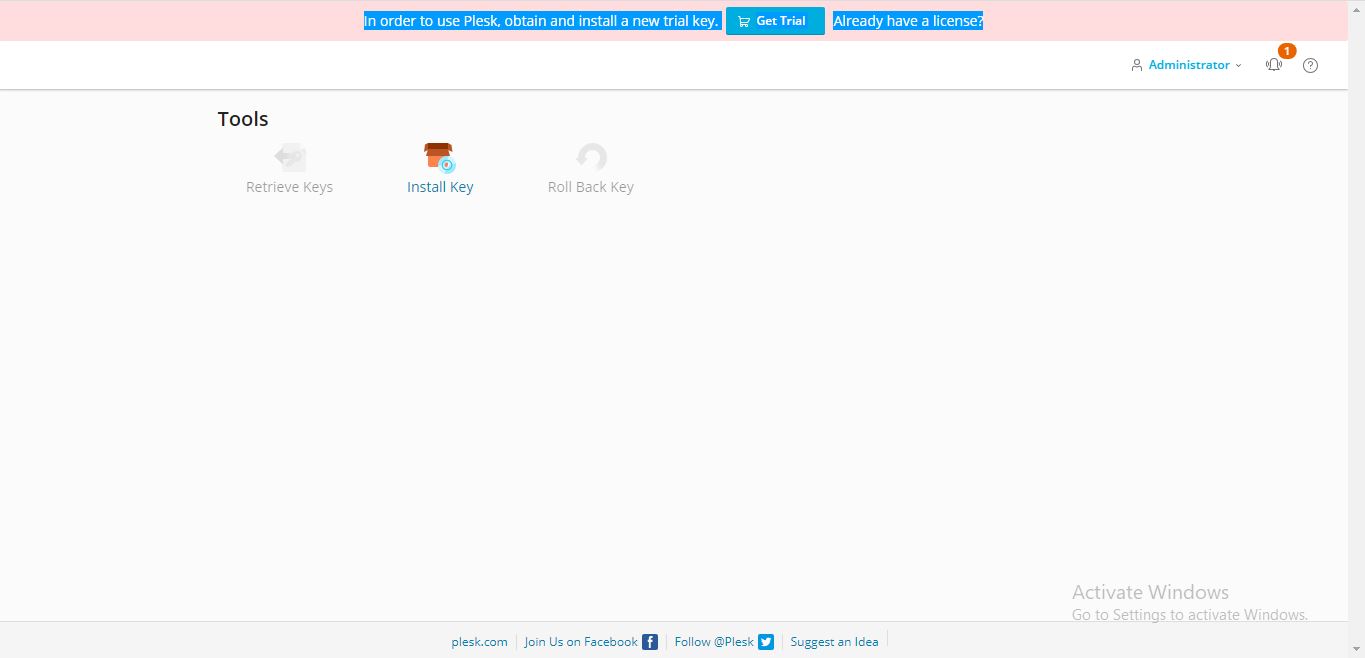 In order to use Plesk, obtain and install a new trial key. Get Trial Already have a license?
1
Administrator
Tools
Retrieve Keys Install Key Roll Back Key
Activate Windows
Go to Settings to activate Windows.
plesk.com Join Us on Facebook Follow @Plesk Suggest an Idea